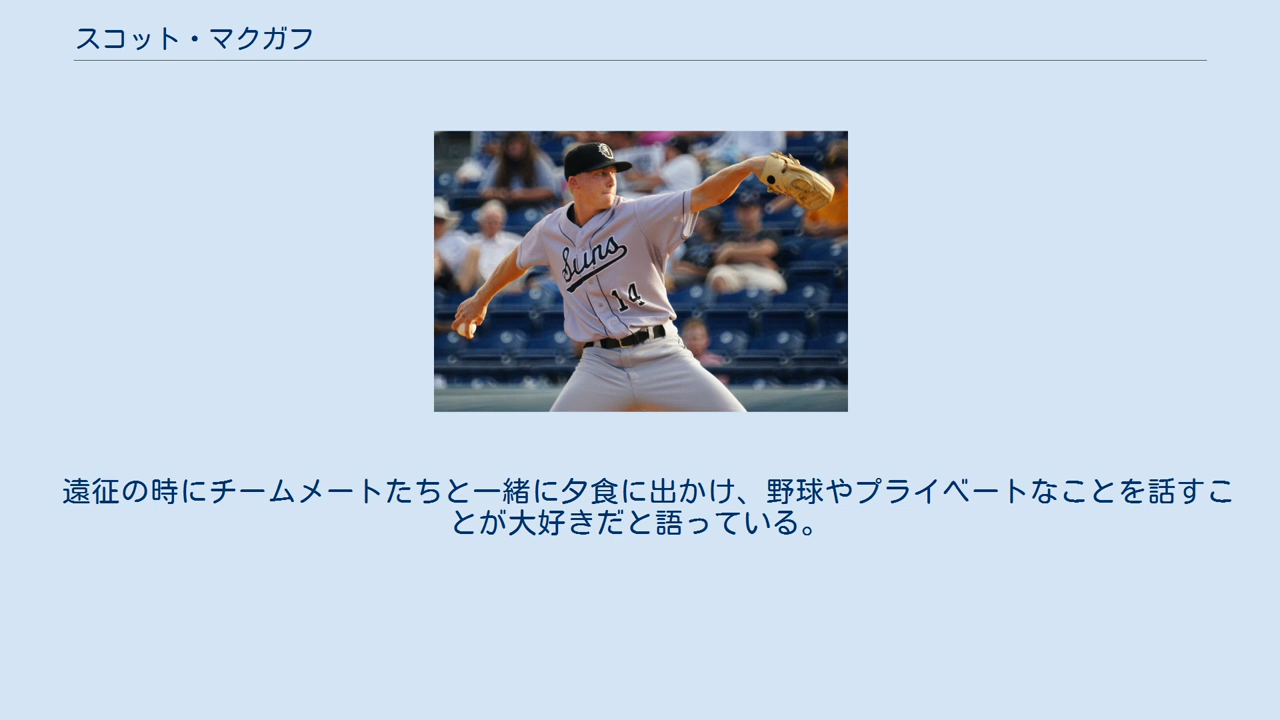 スコット・マクガフ
Suns
14
遠征の時にチームメートたちと一緒に夕食に出かけ、野球やプライベートなことを話すこ
とが大好きだと語っている。